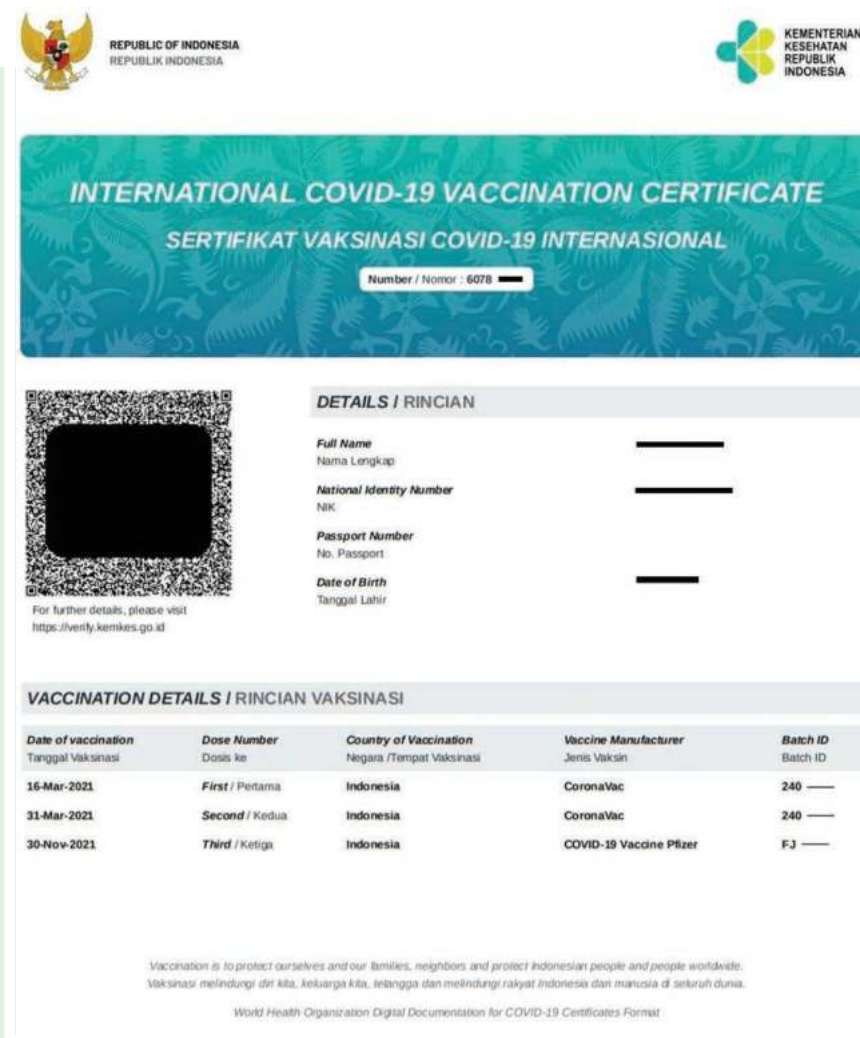 REPUBLIC OF INDONESIA
REPUBLIK INDONESIA
KEMENTERIAN
KESEHATAN
REPUBLIK
INDONESIA
INTERNATIONAL COVID-19 VACCINATION CERTIFICATE
SERTIFIKAT VAKSINASI COVID-19 INTERNASIONAL
Number / Nomor : 6078
For further details, please visit
https://verify.kemkes.go.id
DETAILS / RINCIAN
Full Name
Nama Lengkap
National Identity Number
NIK
Passport Number
No. Passport
Date of Birth
Tanggal Lahir
VACCINATION DETAILS / RINCIAN VAKSINASI
Date of vaccination Dose Number Country of Vaccination Vaccine Manufacturer Batch ID
Tanggal Vaksinasi Dosis ke Negara /Tempat Vaksinasi Jenis Vaksin Batch ID
16-Mar-2021 First / Pertama Indonesia CoronaVac 240
31-Mar-2021 Second / Kedua Indonesia CoronaVac 240
30-Nov-2021 Third / Ketiga Indonesia COVID-19 Vaccine Pfizer FJ
Vaccination is to protect ourselves and our families, neighbors and protect Indonesian people and people worldwide.
Vaksinasi melindungi diri kita, keluarga kita, tetangga dan melindungi rakyat Indonesia dan manusia di seluruh dunia.
World Health Organization Digital Documentation for COVID-19 Certificates Format